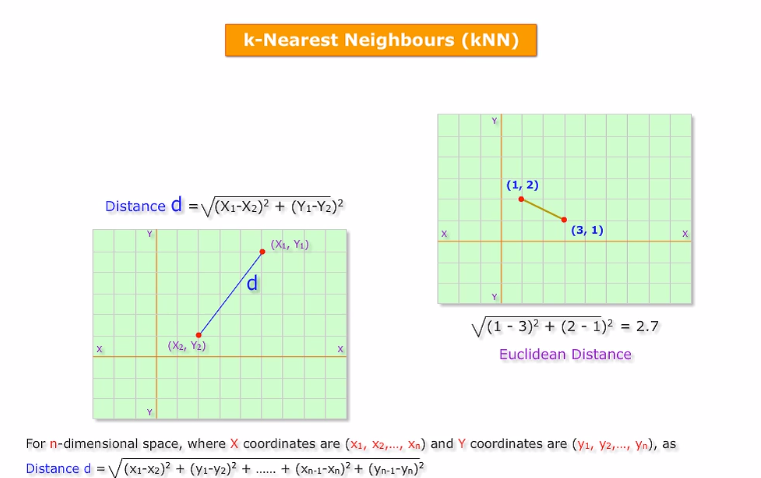 k-Nearest Neighbours (kNN)
Distance d = √(X₁-X₂)² + (Y₁-Y₂)²
Y
(X₁, Y₁)
d
(X₂, Y₂)
X
X
Y
Y
(1, 2)
(3, 1)
X
X
Y
√(1 - 3)² + (2 - 1)² = 2.7
Euclidean Distance
For n-dimensional space, where X coordinates are (x₁, x₂,..., xₙ) and Y coordinates are (y₁, y₂,..., yₙ), as
Distance d = √(x₁-x₂)² + (y₁-y₂)² + ...... + (xₙ₋₁-xₙ)² + (yₙ₋₁-yₙ)²